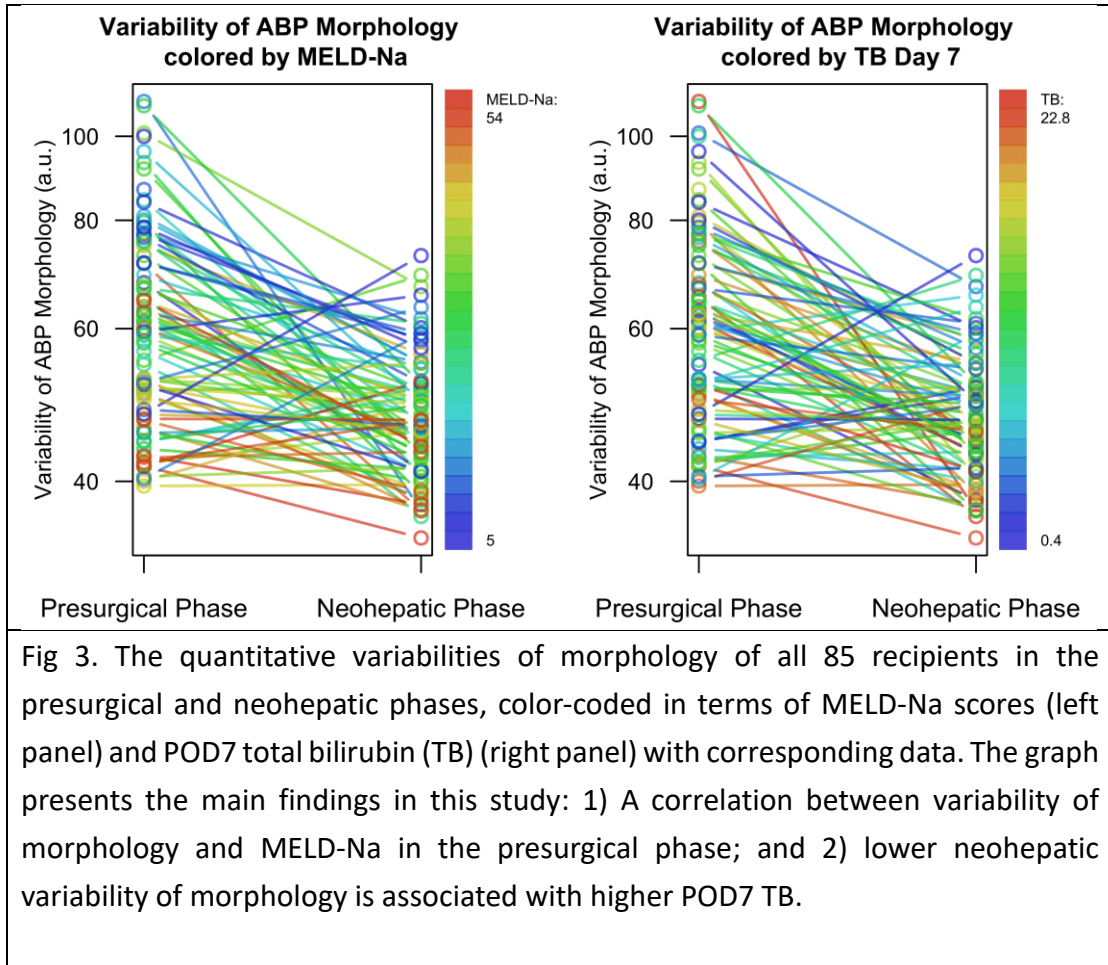 Variability of ABP Morphology
colored by MELD-Na
Variability of ABP Morphology (a.u.)
100
80
60
40
MELD-Na:
54
5
Presurgical Phase
Neohepatic Phase
Variability of ABP Morphology
colored by TB Day 7
Variability of ABP Morphology (a.u.)
100
80
60
40
TB:
22.8
0.4
Presurgical Phase
Neohepatic Phase
Fig 3. The quantitative variabilities of morphology of all 85 recipients in the
presurgical and neohepatic phases, color-coded in terms of MELD-Na scores (left
panel) and POD7 total bilirubin (TB) (right panel) with corresponding data. The graph
presents the main findings in this study: 1) A correlation between variability of
morphology and MELD-Na in the presurgical phase; and 2) lower neohepatic
variability of morphology is associated with higher POD7 TB.